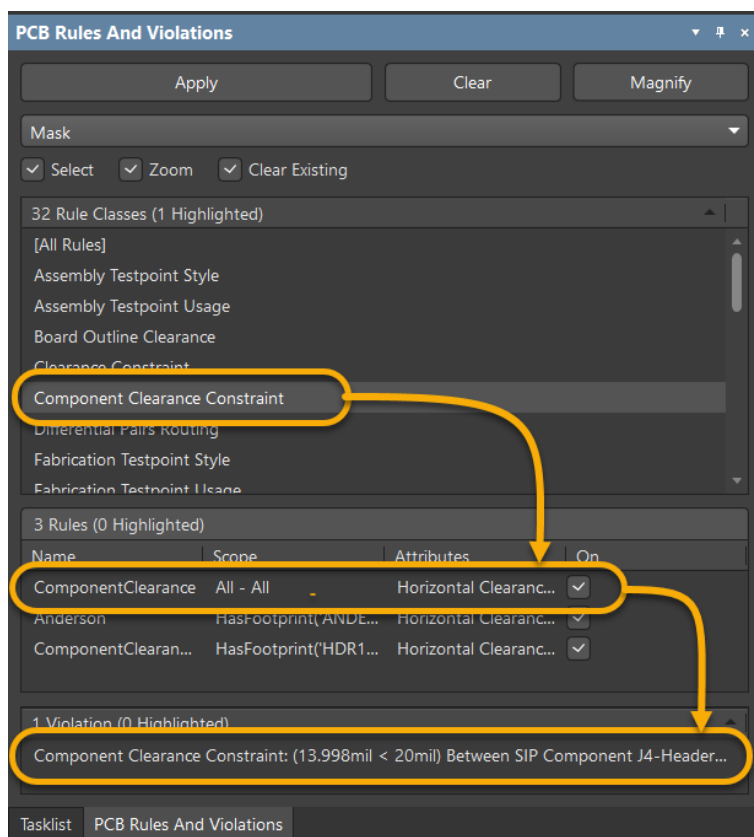 PCB Rules And Violations
Apply Clear Magnify
Mask
Select Zoom Clear Existing
32 Rule Classes (1 Highlighted)
[All Rules]
Assembly Testpoint Style
Assembly Testpoint Usage
Board Outline Clearance
Clearance Constraint
Component Clearance Constraint
Differential Pairs Routing
Fabrication Testpoint Style
Fabrication Testpoint Usage
3 Rules (0 Highlighted)
Name Scope Attributes On
ComponentClearance All - All Horizontal Clearanc...
Anderson HasFootprint('ANDE... Horizontal Clearanc...
ComponentClearan... HasFootprint('HDR1... Horizontal Clearanc...
1 Violation (0 Highlighted)
Component Clearance Constraint: (13.998mil < 20mil) Between SIP Component J4-Header...
Tasklist PCB Rules And Violations